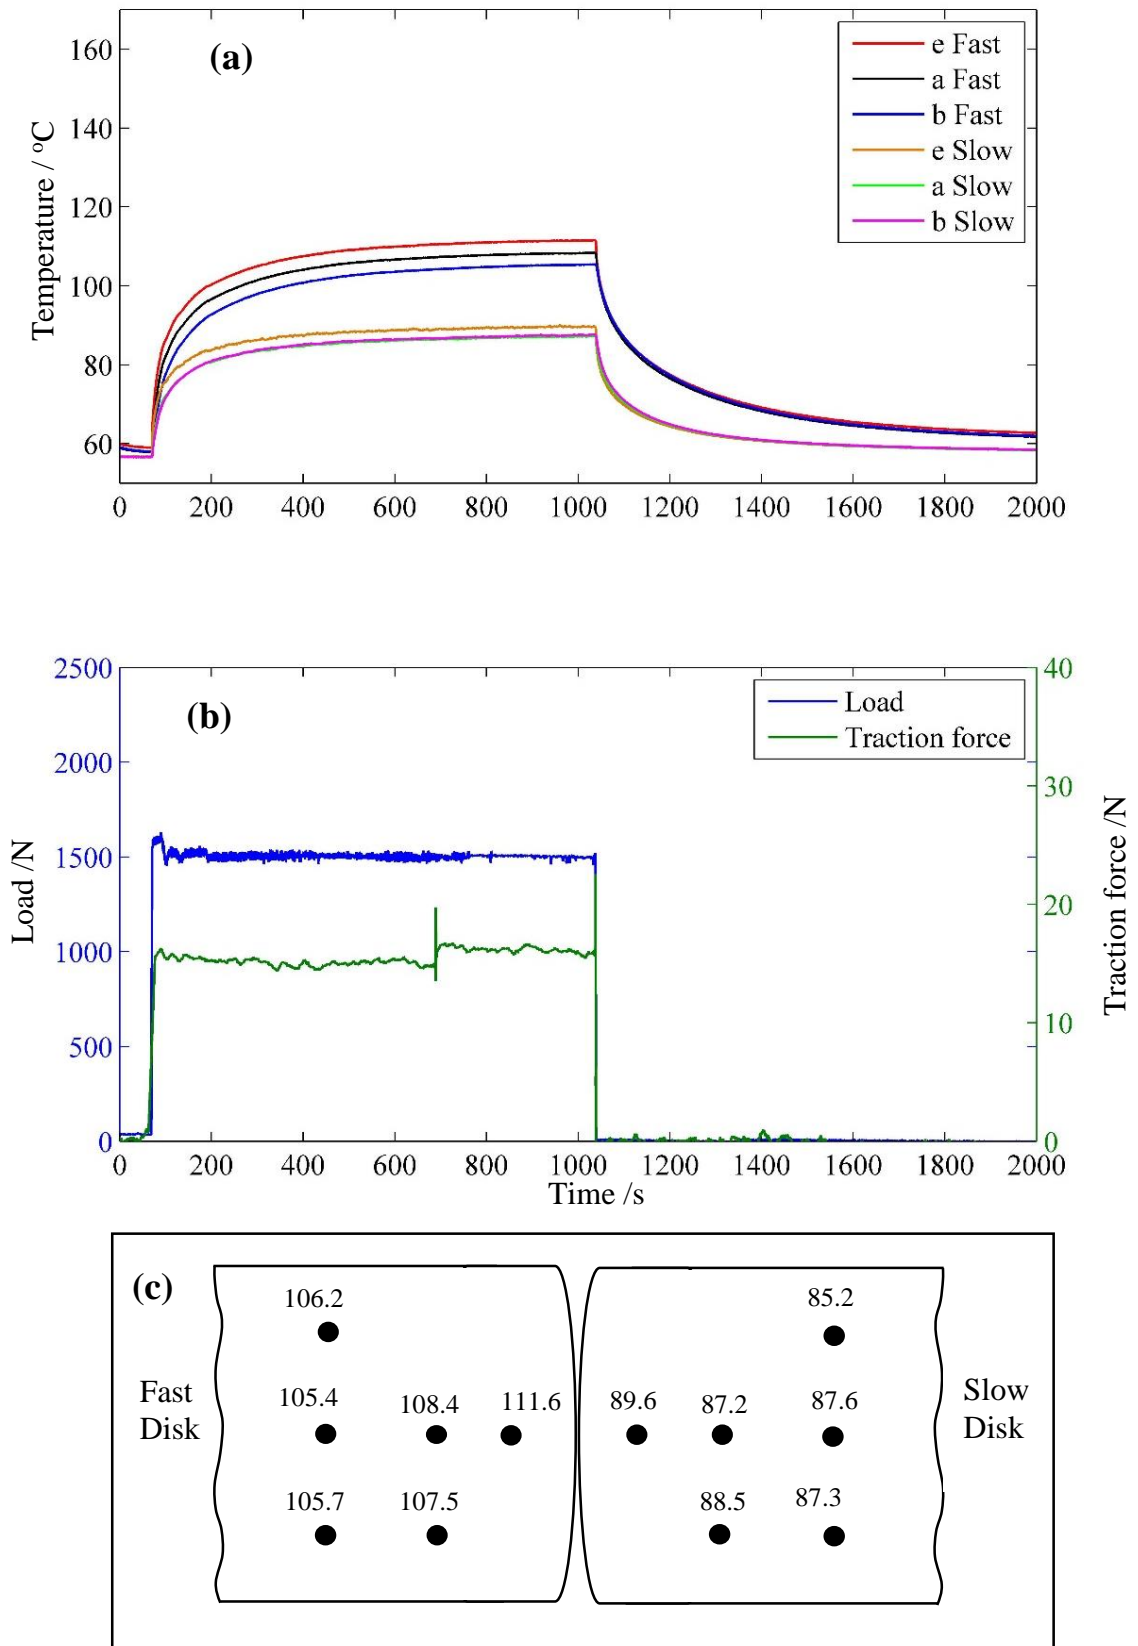 (a)
160
140
120
100
80
60
Temperature / ᵒC
e Fast
a Fast
b Fast
e Slow
a Slow
b Slow
0 200 400 600 800 1000 1200 1400 1600 1800 2000
(b)
2500
2000
1500
1000
500
0
Load /N
Load
Traction force
40
30
20
10
0
Traction force /N
0 200 400 600 800 1000 1200 1400 1600 1800 2000
Time /s
(c)
106.2 85.2
Fast Disk
105.4 108.4 111.6 89.6 87.2 87.6
Slow Disk
105.7 107.5 88.5 87.3